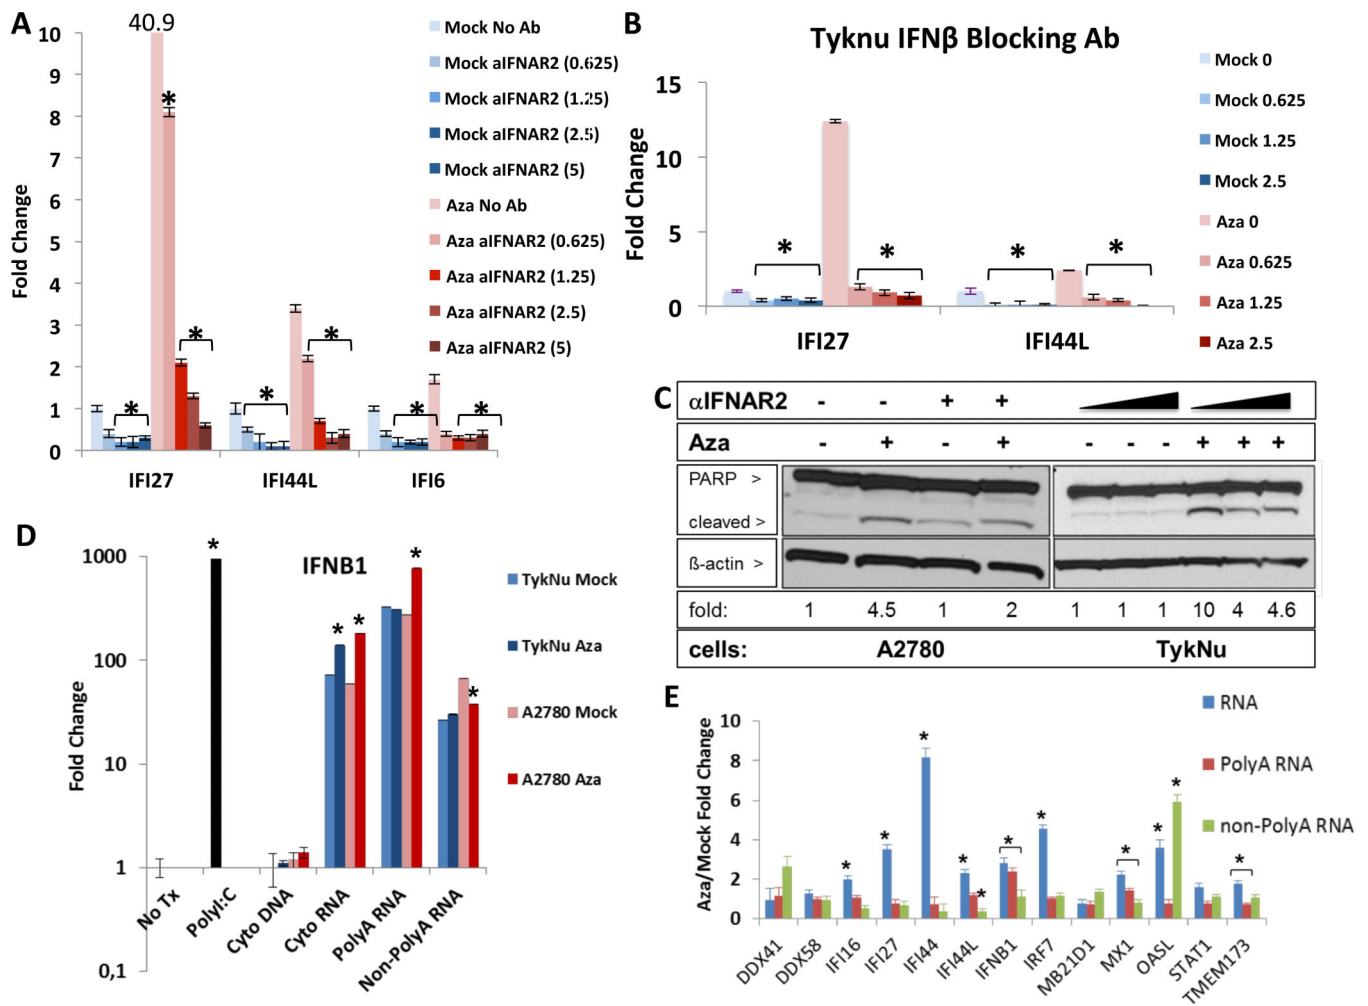 A
40.9
10
9
8
7
6
5
4
3
2
1
0
Fold Change
*
*
*
*
*
*
*
IFI27 IFI44L IFI6
Mock No Ab
Mock aIFNAR2 (0.625)
Mock aIFNAR2 (1.25)
Mock aIFNAR2 (2.5)
Mock aIFNAR2 (5)
Aza No Ab
Aza aIFNAR2 (0.625)
Aza aIFNAR2 (1.25)
Aza aIFNAR2 (2.5)
Aza aIFNAR2 (5)
B
Tyknu IFNβ Blocking Ab
15
10
5
0
Fold Change
* * * *
IFI27 IFI44L
Mock 0
Mock 0.625
Mock 1.25
Mock 2.5
Aza 0
Aza 0.625
Aza 1.25
Aza 2.5
C
αIFNAR2 - - + +
Aza - + - + - - - + + +
PARP >
cleaved >
ß-actin >
fold: 1 4.5 1 2 1 1 1 10 4 4.6
cells: A2780 TykNu
D
IFNB1
1000
100
10
1
0,1
Fold Change
* * * * *
No Tx
PolyI:C
Cyto DNA
Cyto RNA
PolyA RNA
Non-PolyA RNA
TykNu Mock
TykNu Aza
A2780 Mock
A2780 Aza
E
10
8
6
4
2
0
Aza/Mock Fold Change
* * * * * * * * * * *
DDX41
DDX58
IFI16
IFI27
IFI44
IFI44L
IFNB1
IRF7
MB21D1
MX1
OASL
STAT1
TMEM173
RNA
PolyA RNA
non-PolyA RNA